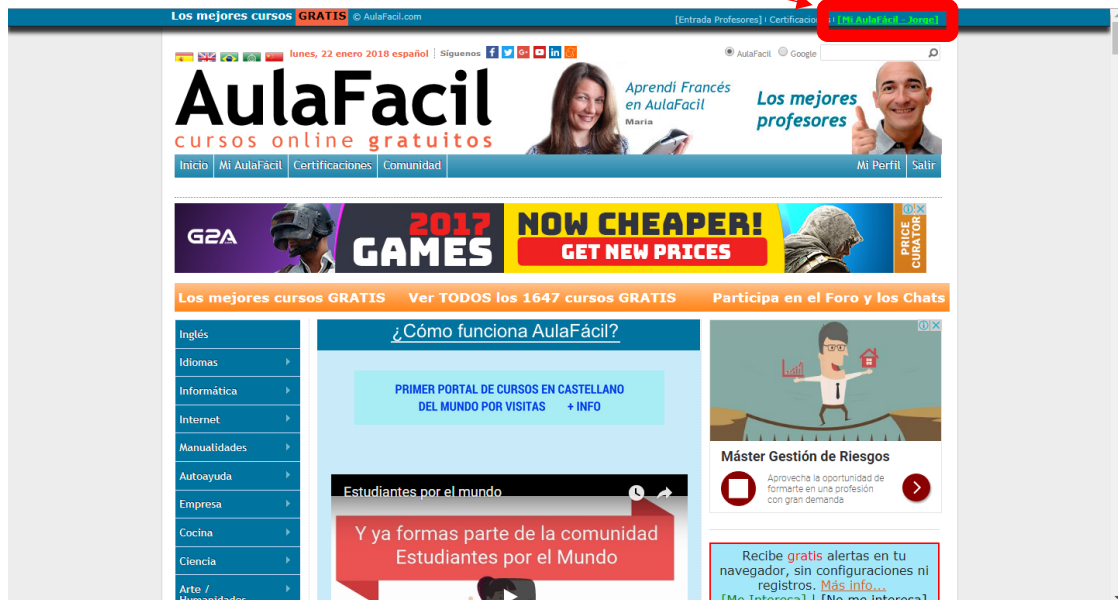 Los mejores cursos GRATIS © AulaFacil.com
[Entrada Profesores] | Certificacion | [Mi AulaFácil - Jorge]
lunes, 22 enero 2018 español | Síguenos
AulaFacil Google
AulaFacil
cursos online gratuitos
Aprendí Francés
en AulaFacil
María
Los mejores
profesores
Inicio Mi AulaFácil Certificaciones Comunidad Mi Perfil Salir
G2A
2017
GAMES
NOW CHEAPER!
GET NEW PRICES
PRICE
CURATOR
Los mejores cursos GRATIS Ver TODOS los 1647 cursos GRATIS Participa en el Foro y los Chats
Inglés
Idiomas
Informática
Internet
Manualidades
Autoayuda
Empresa
Cocina
Ciencia
Arte /
Humanidades
¿Cómo funciona AulaFácil?
PRIMER PORTAL DE CURSOS EN CASTELLANO
DEL MUNDO POR VISITAS + INFO
Estudiantes por el mundo
Y ya formas parte de la comunidad
Estudiantes por el Mundo
Máster Gestión de Riesgos
Aprovecha la oportunidad de
formarte en una profesión
con gran demanda
Recibe gratis alertas en tu
navegador, sin configuraciones ni
registros. Más info...
[Me Interesa] | [No me interesa]